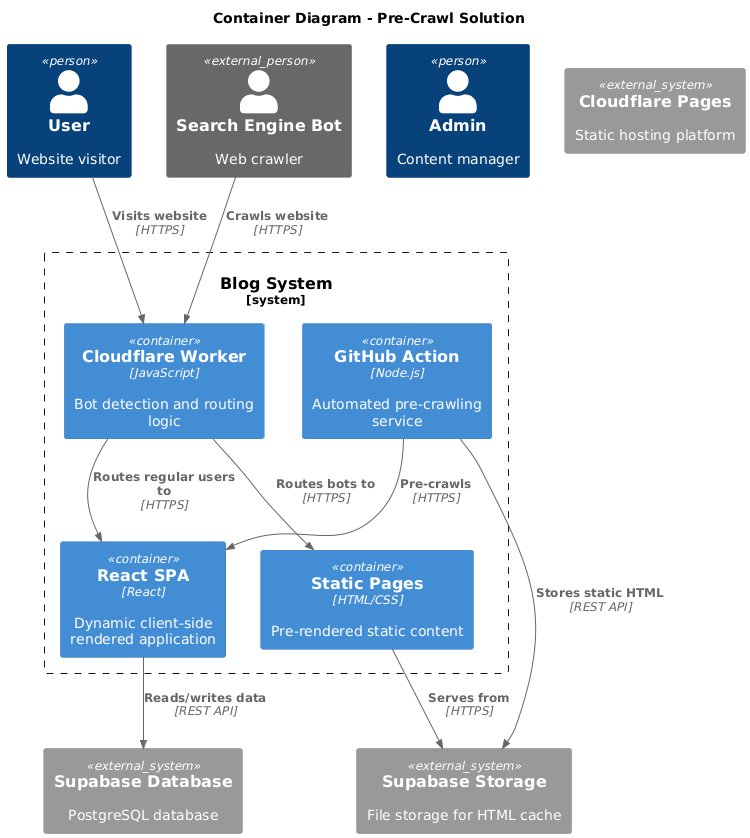 Container Diagram - Pre-Crawl Solution
«person»
User
Website visitor
«external_person»
Search Engine Bot
Web crawler
«person»
Admin
Content manager
«external_system»
Cloudflare Pages
Static hosting platform
Visits website
[HTTPS]
Crawls website
[HTTPS]
Blog System
[system]
«container»
Cloudflare Worker
[JavaScript]
Bot detection and routing
logic
«container»
GitHub Action
[Node.js]
Automated pre-crawling
service
Routes regular users
to
[HTTPS]
Routes bots to
[HTTPS]
Pre-crawls
[HTTPS]
«container»
React SPA
[React]
Dynamic client-side
rendered application
«container»
Static Pages
[HTML/CSS]
Pre-rendered static content
Stores static HTML
[REST API]
Reads/writes data
[REST API]
Serves from
[HTTPS]
«external_system»
Supabase Database
PostgreSQL database
«external_system»
Supabase Storage
File storage for HTML cache